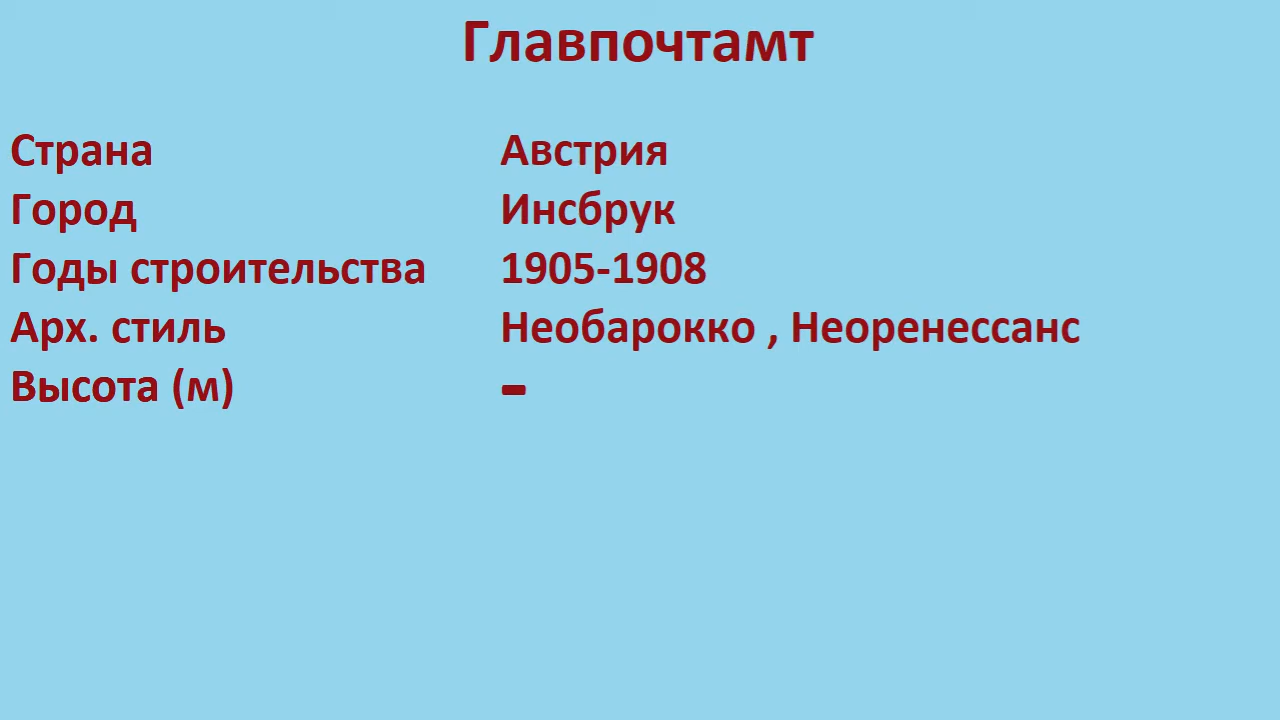 Главпочтамт
Страна Австрия
Город Инсбрук
Годы строительства 1905-1908
Арх. стиль Необарокко , Неоренессанс
Высота (м) -